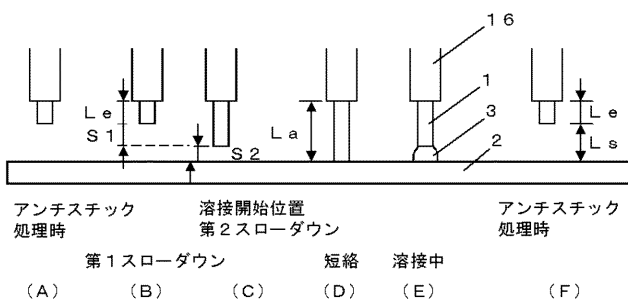 16
1
3
2
Le
S1
S2
La
Le
Ls
アンチスチック
処理時
溶接開始位置
第2スローダウン
アンチスチック
処理時
第1スローダウン
短絡
溶接中
(A)
(B)
(C)
(D)
(E)
(F)